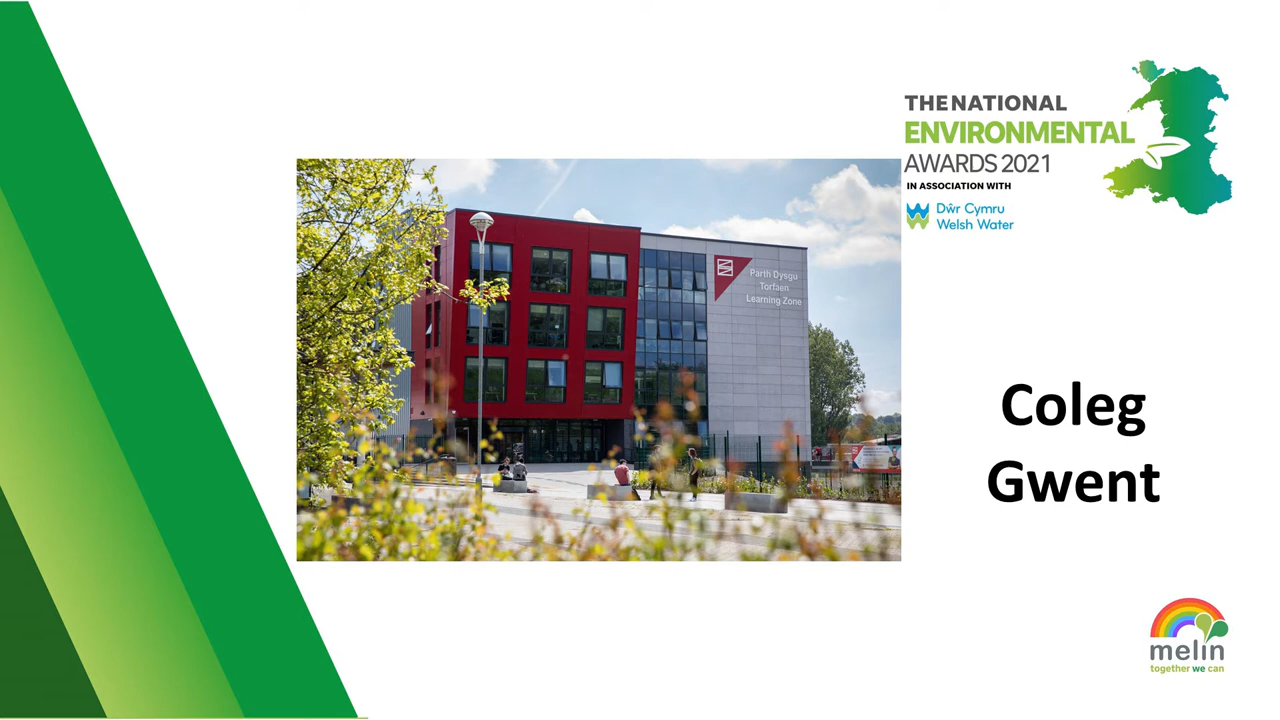 THE NATIONAL
ENVIRONMENTAL
AWARDS 2021
IN ASSOCIATION WITH
Dŵr Cymru
Welsh Water
Parth Dysgu
Torfaen
Learning Zone
Coleg
Gwent
melin
together we can